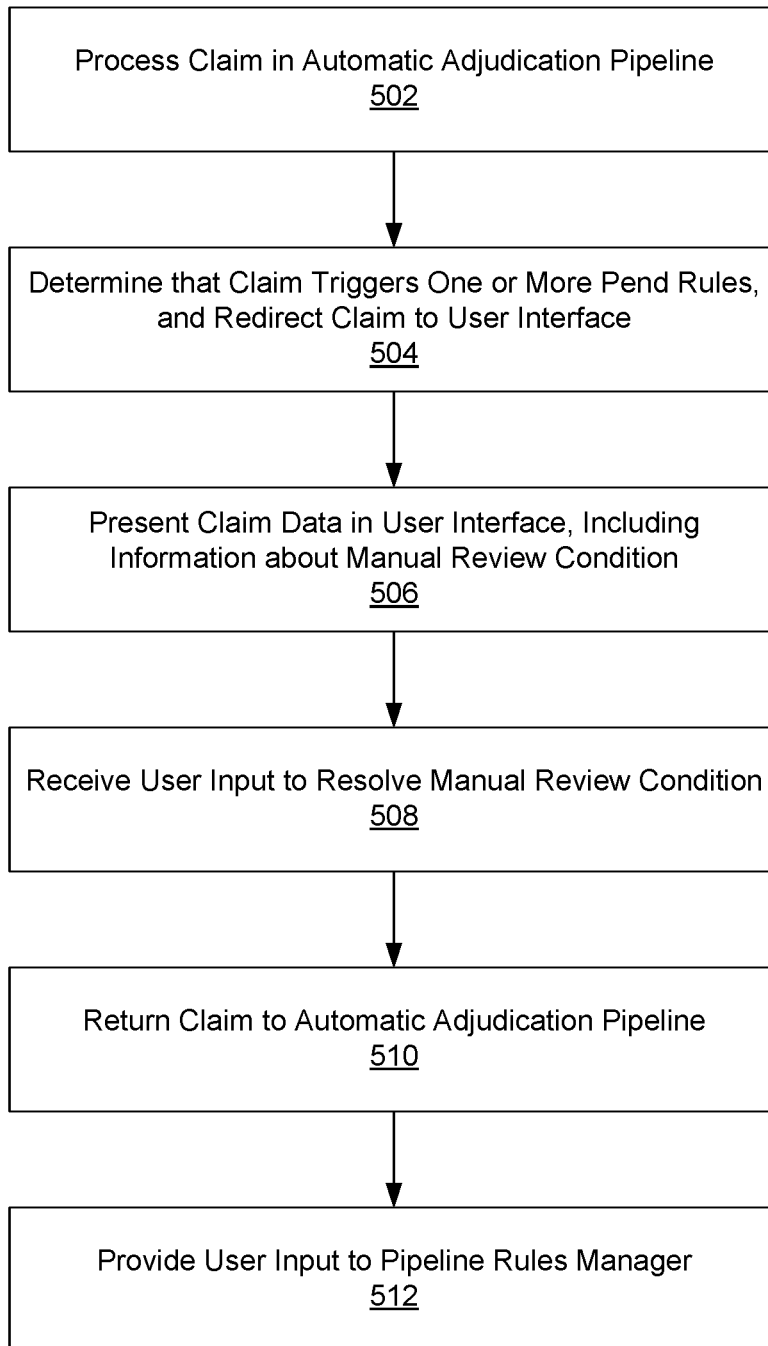 Process Claim in Automatic Adjudication Pipeline
502
Determine that Claim Triggers One or More Pend Rules,
and Redirect Claim to User Interface
504
Present Claim Data in User Interface, Including
Information about Manual Review Condition
506
Receive User Input to Resolve Manual Review Condition
508
Return Claim to Automatic Adjudication Pipeline
510
Provide User Input to Pipeline Rules Manager
512